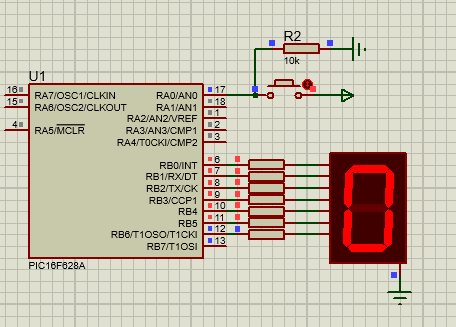 R2
10k
U1
16 RA7/OSC1/CLKIN RA0/AN0 17
15 RA6/OSC2/CLKOUT RA1/AN1 18
RA2/AN2/VREF 1
4 RA5/MCLR RA3/AN3/CMP1 2
RA4/T0CKI/CMP2 3
RB0/INT 6
RB1/RX/DT 7
RB2/TX/CK 8
RB3/CCP1 9
RB4 10
RB5 11
RB6/T1OSO/T1CKI 12
RB7/T1OSI 13
PIC16F628A